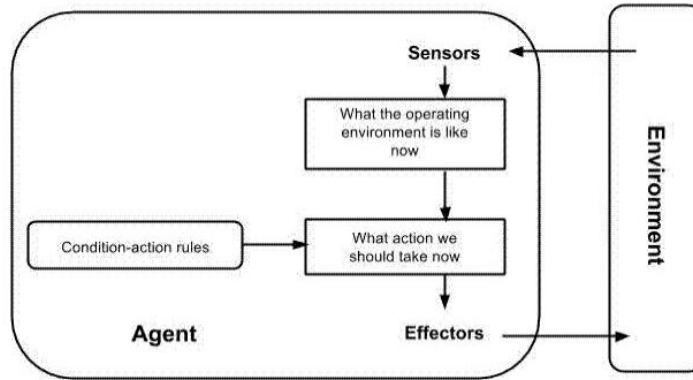 Sensors
What the operating
environment is like
now
Condition-action rules
What action we
should take now
Agent
Effectors
Environment